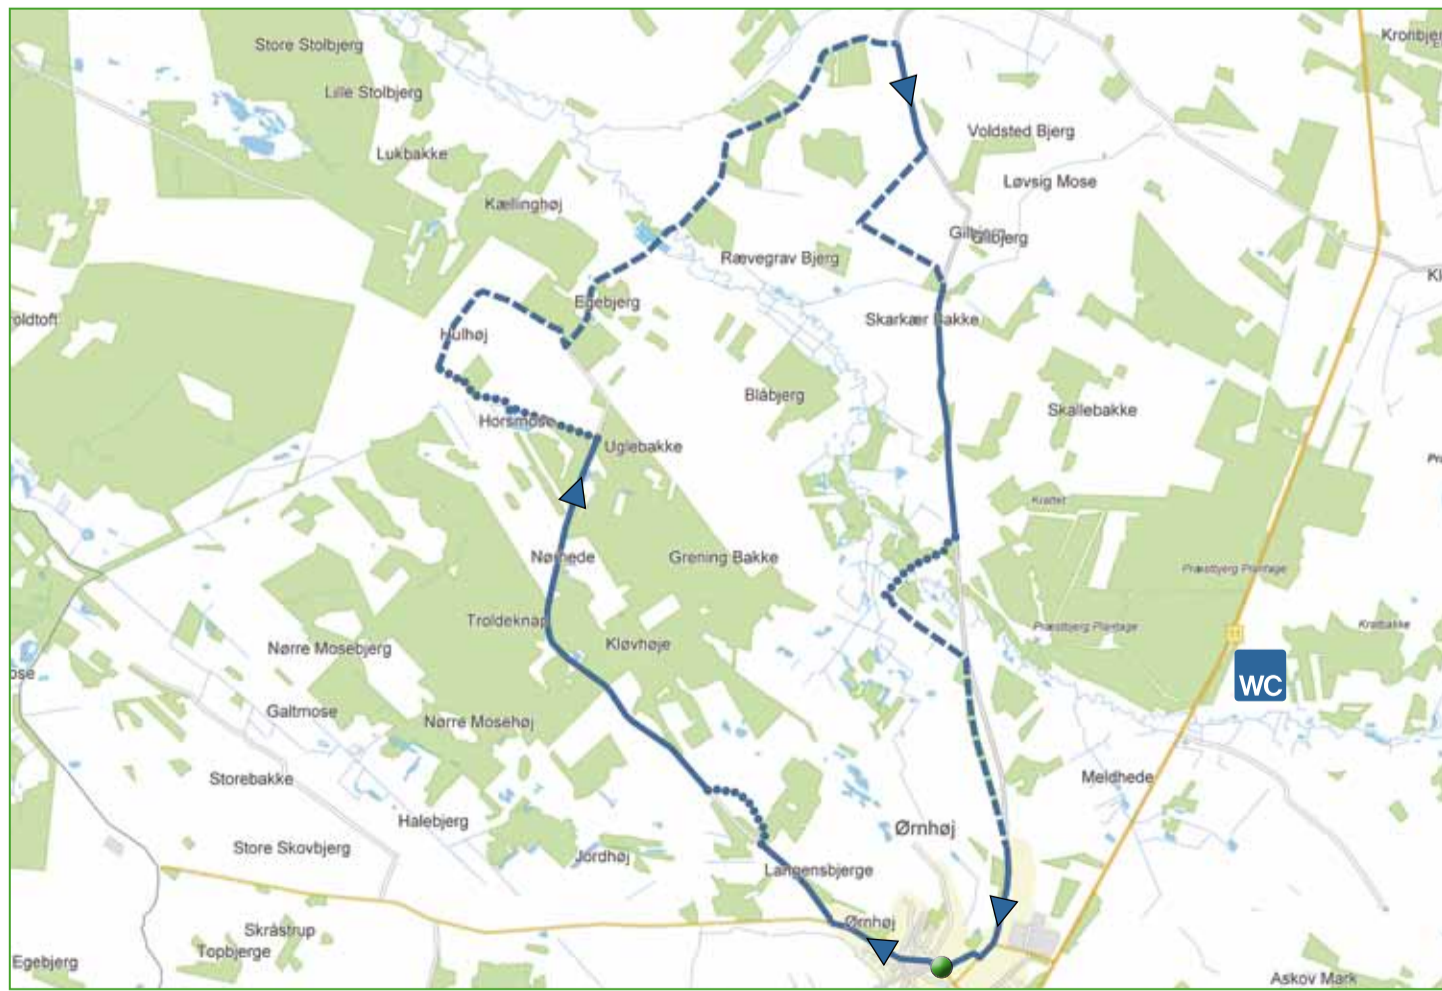 Store Stolbjerg
Lille Stolbjerg
Lukbakke
Kællinghøj
Voldsted Bjerg
Løvsig Mose
Gilbjerg
Rævegrav Bjerg
Egebjerg
oldtoft
Hulhøj
Skarkær Bakke
Blåbjerg
Skallebakke
Horsmose
Uglebakke
Krattet
Nørhede
Grening Bakke
Præstbjerg Plantage
Troldeknap
Kløvhøje
Præstbjerg Plantage
Kratbakke
Nørre Mosebjerg
ose
WC
Galtmose
Nørre Mosehøj
Storebakke
Meldhede
Halebjerg
Ørnhøj
Store Skovbjerg
Jordhøj
Langensbjerge
Ørnhøj
Skråstrup
Topbjerge
Egebjerg
Askov Mark